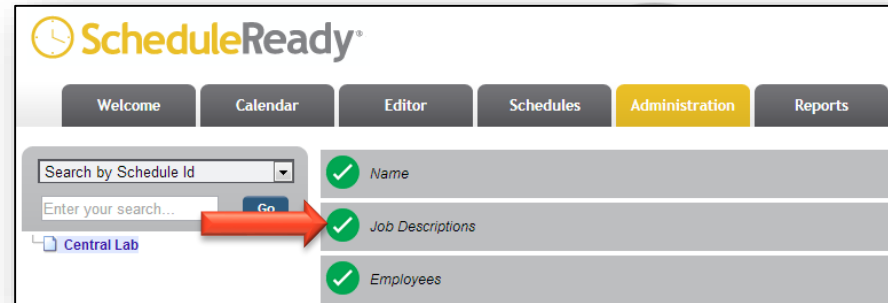 ScheduleReady®
Welcome Calendar Editor Schedules Administration Reports
Search by Schedule Id
Enter your search... Go
Central Lab
Name
Job Descriptions
Employees